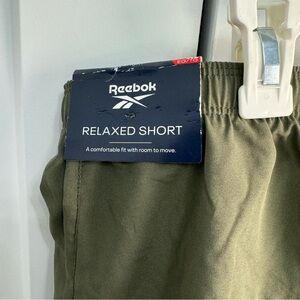 Reebok
RELAXED SHORT
A comfortable fit with room to move.